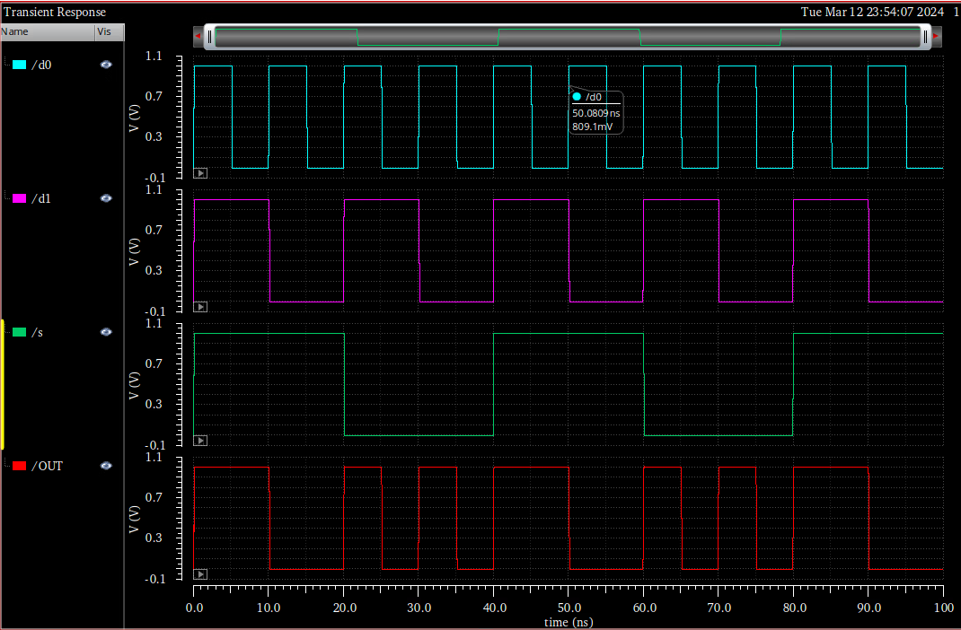 Transient Response
Tue Mar 12 23:54:07 2024 1
Name Vis
/d0
1.1
0.7
0.3
-0.1
V (V)
/d0
50.0809ns
809.1mV
/d1
1.1
0.7
0.3
-0.1
V (V)
/s
1.1
0.7
0.3
-0.1
V (V)
/OUT
1.1
0.7
0.3
-0.1
V (V)
0.0 10.0 20.0 30.0 40.0 50.0 60.0 70.0 80.0 90.0 100
time (ns)